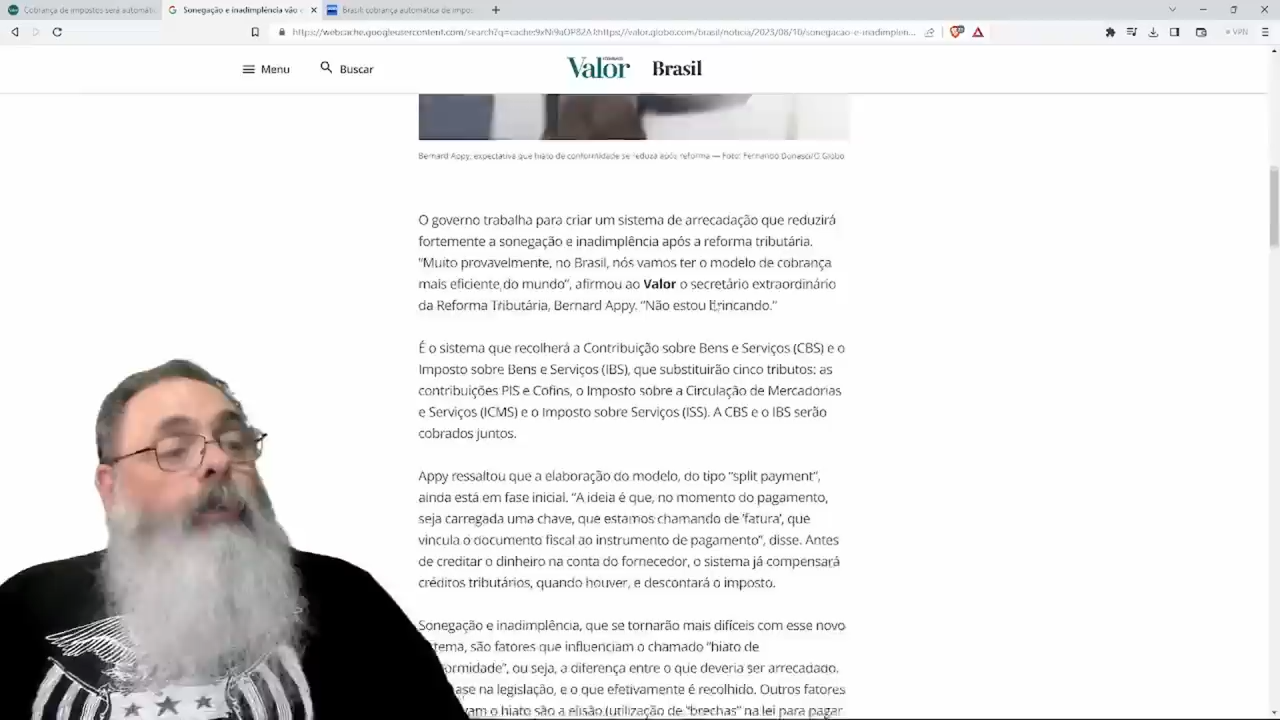 Cobrança de impostos será automátic
Sonegação e inadimplência vão
Brasil: cobrança automática de impos
https://webcache.googleusercontent.com/search?q=cache:
https://valor.globo.com/brasil/noticia/2023/08/10/sonegacao-e-inadimplen...
VPN
Menu
Buscar
Valor
Brasil
Bernard Appy, expectativa que hiato de conformidade se reduza após reforma — Foto: Fernando Donasci/O Globo
O governo trabalha para criar um sistema de arrecadação que reduzirá
fortemente a sonegação e inadimplência após a reforma tributária.
"Muito provavelmente, no Brasil, nós vamos ter o modelo de cobrança
mais eficiente do mundo", afirmou ao Valor o secretário extraordinário
da Reforma Tributária, Bernard Appy. "Não estou brincando."
É o sistema que recolherá a Contribuição sobre Bens e Serviços (CBS) e o
Imposto sobre Bens e Serviços (IBS), que substituirão cinco tributos: as
contribuições PIS e Cofins, o Imposto sobre a Circulação de Mercadorias
e Serviços (ICMS) e o Imposto sobre Serviços (ISS). A CBS e o IBS serão
cobrados juntos.
Appy ressaltou que a elaboração do modelo, do tipo "split payment",
ainda está em fase inicial. "A ideia é que, no momento do pagamento,
seja carregada uma chave, que estamos chamando de 'fatura', que
vincula o documento fiscal ao instrumento de pagamento", disse. Antes
de creditar o dinheiro na conta do fornecedor, o sistema já compensará
créditos tributários, quando houver, e descontará o imposto.
Sonegação e inadimplência, que se tornarão mais difíceis com esse novo
tema, são fatores que influenciam o chamado "hiato de
ormidade", ou seja, a diferença entre o que deveria ser arrecadado.
ase na legislação, e o que efetivamente é recolhido. Outros fatores
vam o hiato são a elisão (utilização de "brechas" na lei para pagar